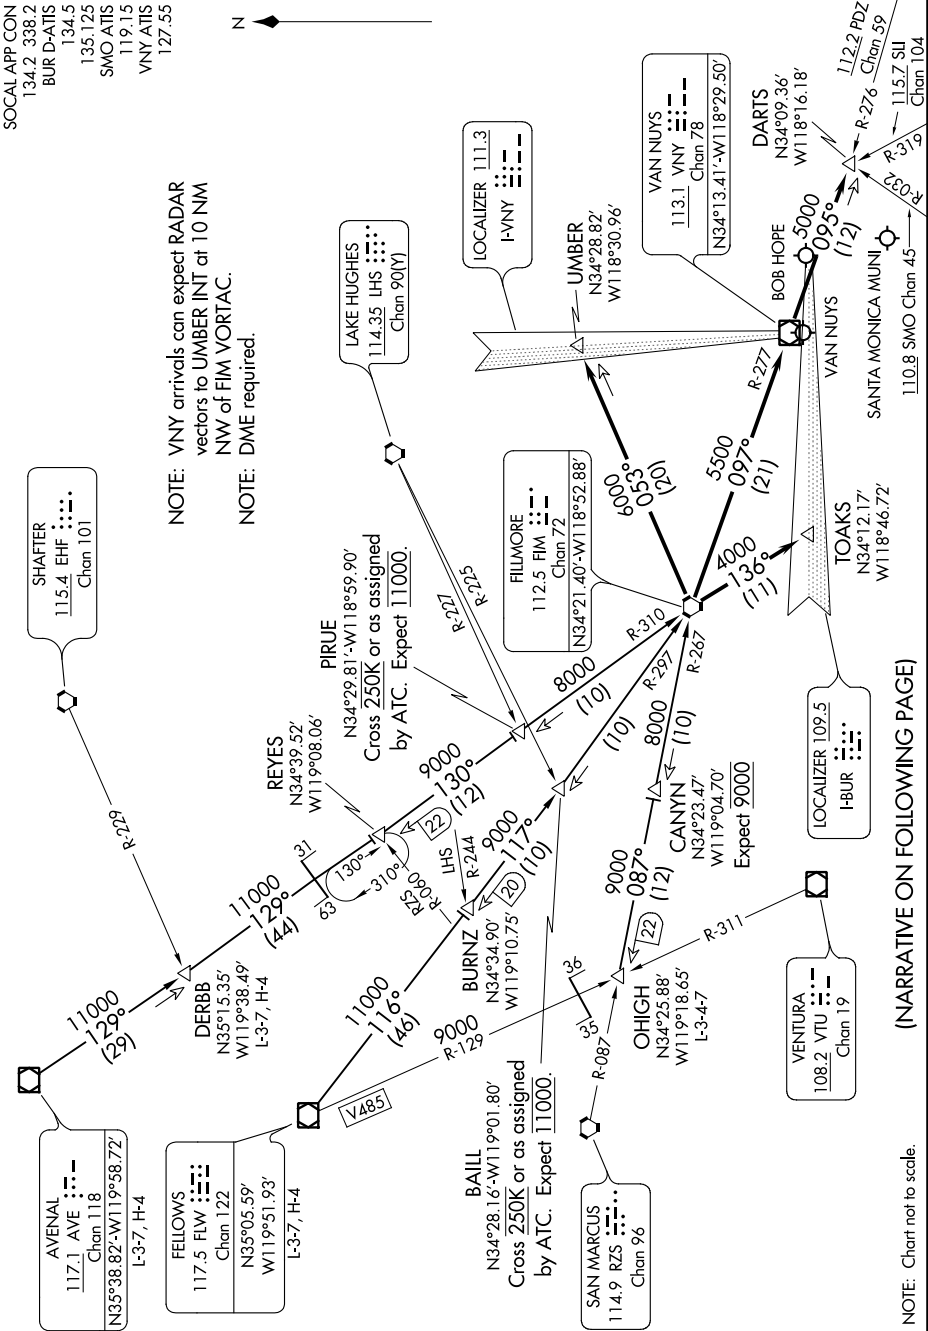 SOCAL APP CON
134.2 338.2
BUR D-ATIS
134.5
135.125
SMO ATIS
119.15
VNY ATIS
127.55
N
NOTE: VNY arrivals can expect RADAR
vectors to UMBER INT at 10 NM
NW of FIM VORTAC.
NOTE: DME required.
SHAFTER
115.4 EHF
Chan 101
R-229
AVENAL
117.1 AVE
Chan 118
N35°38.82'-W119°58.72'
L-3-7, H-4
11000
129°
(29)
DERBB
N35°15.35'
W119°38.49'
L-3-7, H-4
11000
129°
(44)
31
63
130°
310°
REYES
N34°39.52'
W119°08.06'
22
9000
130°
(12)
PIRUE
N34°29.81'-W118°59.90'
Cross 250K or as assigned
by ATC. Expect 11000.
8000
(10)
R-310
LAKE HUGHES
114.35 LHS
Chan 90(Y)
R-227
R-225
FELLOWS
117.5 FLW
Chan 122
N35°05.59'
W119°51.93'
L-3-7, H-4
11000
116°
(46)
V485
9000
R-129
RZS
R-060
LHS
R-244
BURNZ
N34°34.90'
W119°10.75'
20
9000
117°
(10)
BAILL
N34°28.16'-W119°01.80'
Cross 250K or as assigned
by ATC. Expect 11000.
(10)
R-297
SAN MARCUS
114.9 RZS
Chan 96
R-087
35
36
OHIGH
N34°25.88'
W119°18.65'
L-3-4-7
22
9000
087°
(12)
CANYN
N34°23.47'
W119°04.70'
Expect 9000
8000
(10)
R-267
VENTURA
108.2 VTU
Chan 19
R-311
FILLMORE
112.5 FIM
Chan 72
N34°21.40'-W118°52.88'
6000
053°
(20)
UMBER
N34°28.82'
W118°30.96'
LOCALIZER 111.3
I-VNY
5500
097°
(21)
R-277
VAN NUYS
113.1 VNY
Chan 78
N34°13.41'-W118°29.50'
4000
136°
(11)
TOAKS
N34°12.17'
W118°46.72'
LOCALIZER 109.5
I-BUR
VAN NUYS
BOB HOPE
5000
095°
(12)
DARTS
N34°09.36'
W118°16.18'
R-276
112.2 PDZ
Chan 59
R-319
115.7 SLI
Chan 104
R-032
SANTA MONICA MUNI
110.8 SMO Chan 45
(NARRATIVE ON FOLLOWING PAGE)
NOTE: Chart not to scale.